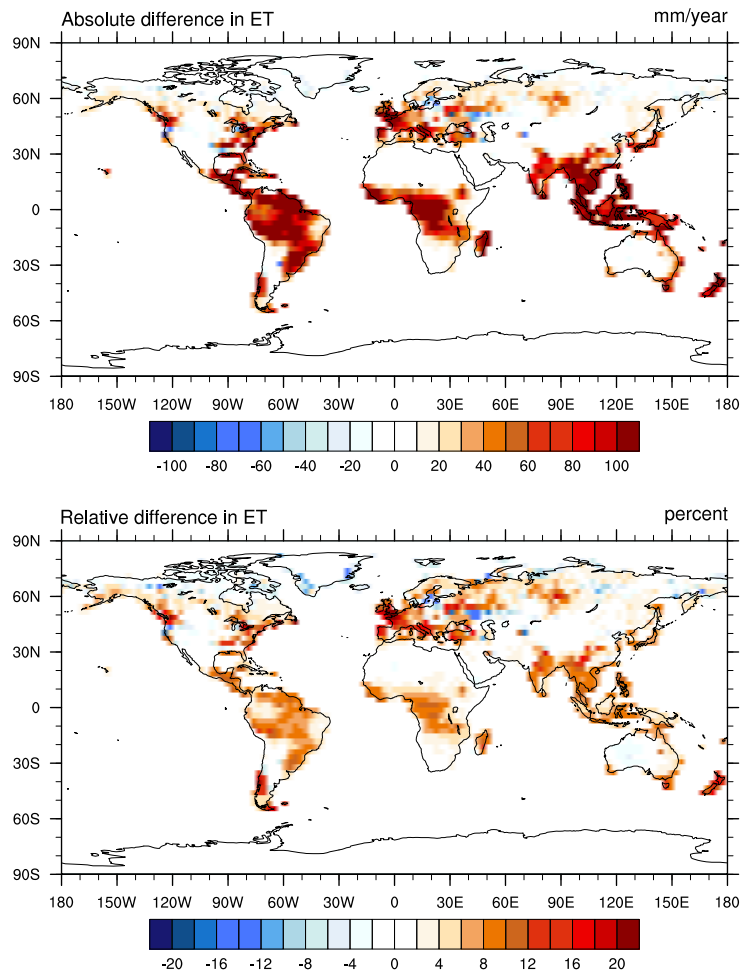 Absolute difference in ET mm/year
90N
60N
30N
0
30S
60S
90S
180 150W 120W 90W 60W 30W 0 30E 60E 90E 120E 150E 180
-100 -80 -60 -40 -20 0 20 40 60 80 100
Relative difference in ET percent
90N
60N
30N
0
30S
60S
90S
180 150W 120W 90W 60W 30W 0 30E 60E 90E 120E 150E 180
-20 -16 -12 -8 -4 0 4 8 12 16 20